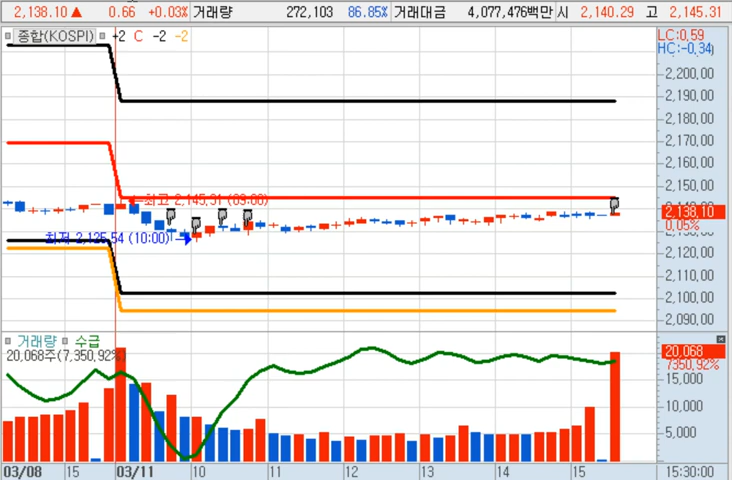 2,138.10 ▲ 0.66 +0.03% 거래량 272,103 86.85% 거래대금 4,077,476백만 시 2,140.29 고 2,145.31
종합(KOSPI) +2 C -2 -2
LC:0.59
HC:-0.34
2,200.00
2,190.00
2,180.00
2,170.00
2,160.00
2,150.00
최고 2,145.31 (09:00)
2,138.10
0.05%
최저 2,125.54 (10:00)
2,120.00
2,110.00
2,100.00
2,090.00
거래량 수급
20,068주(7,350.92%)
20,068
7350.92%
15,000
10,000
5,000
03/08 15 03/11 10 11 12 13 14 15 15:30:00